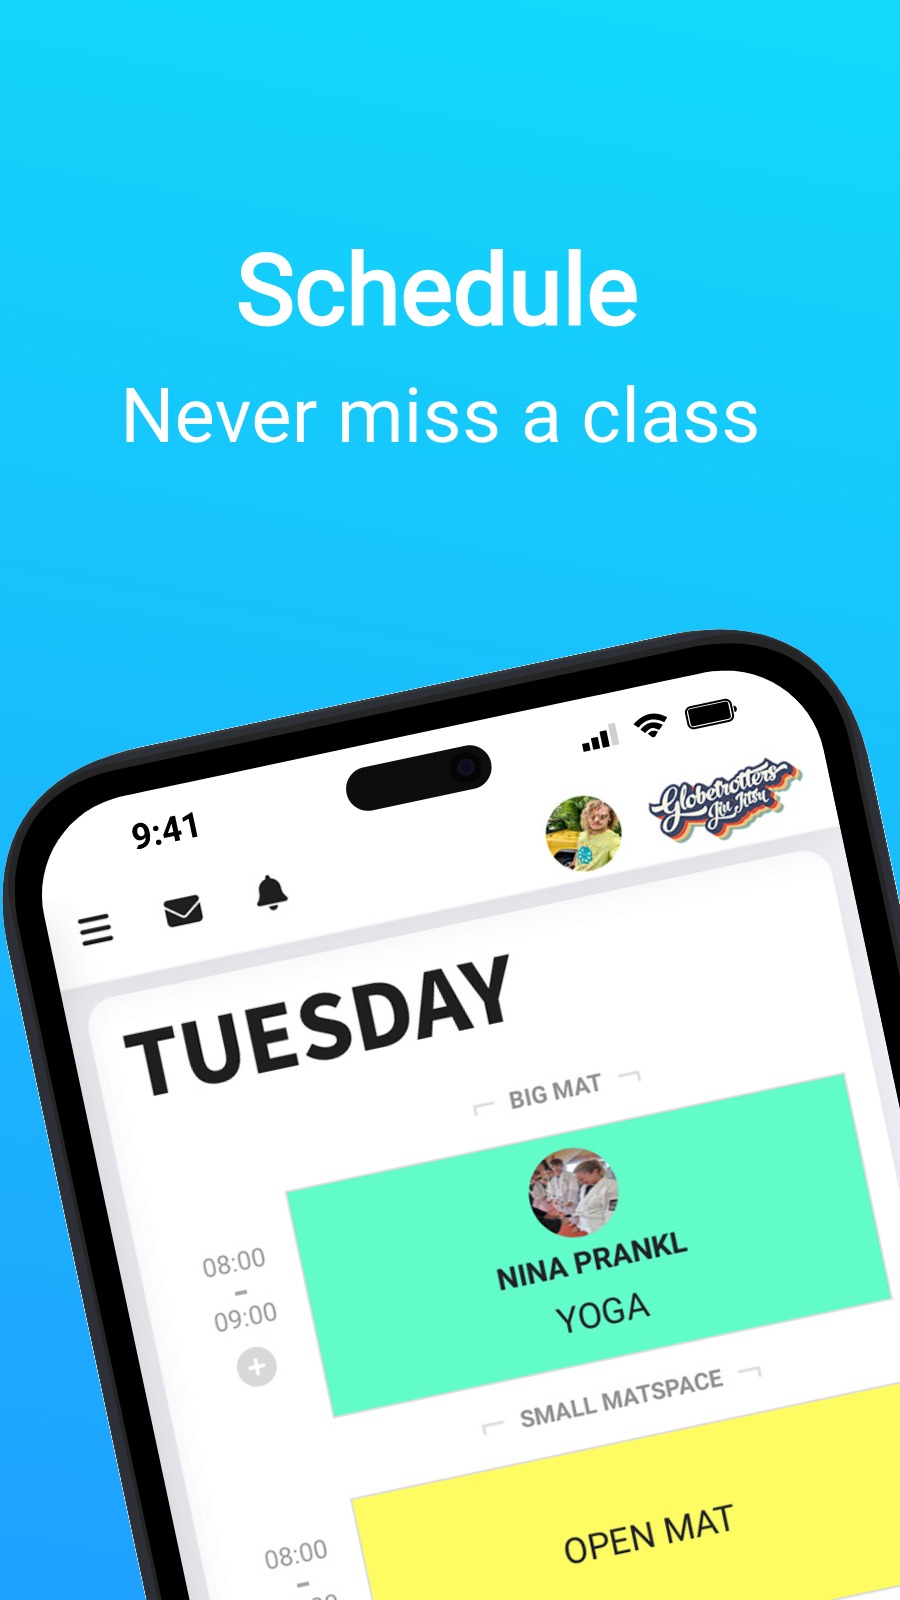 Schedule
Never miss a class
9:41
Globetrotters
Jiu Jitsu
TUESDAY
BIG MAT
NINA PRANKL
YOGA
08:00
-
09:00
SMALL MATSPACE
OPEN MAT
08:00
-